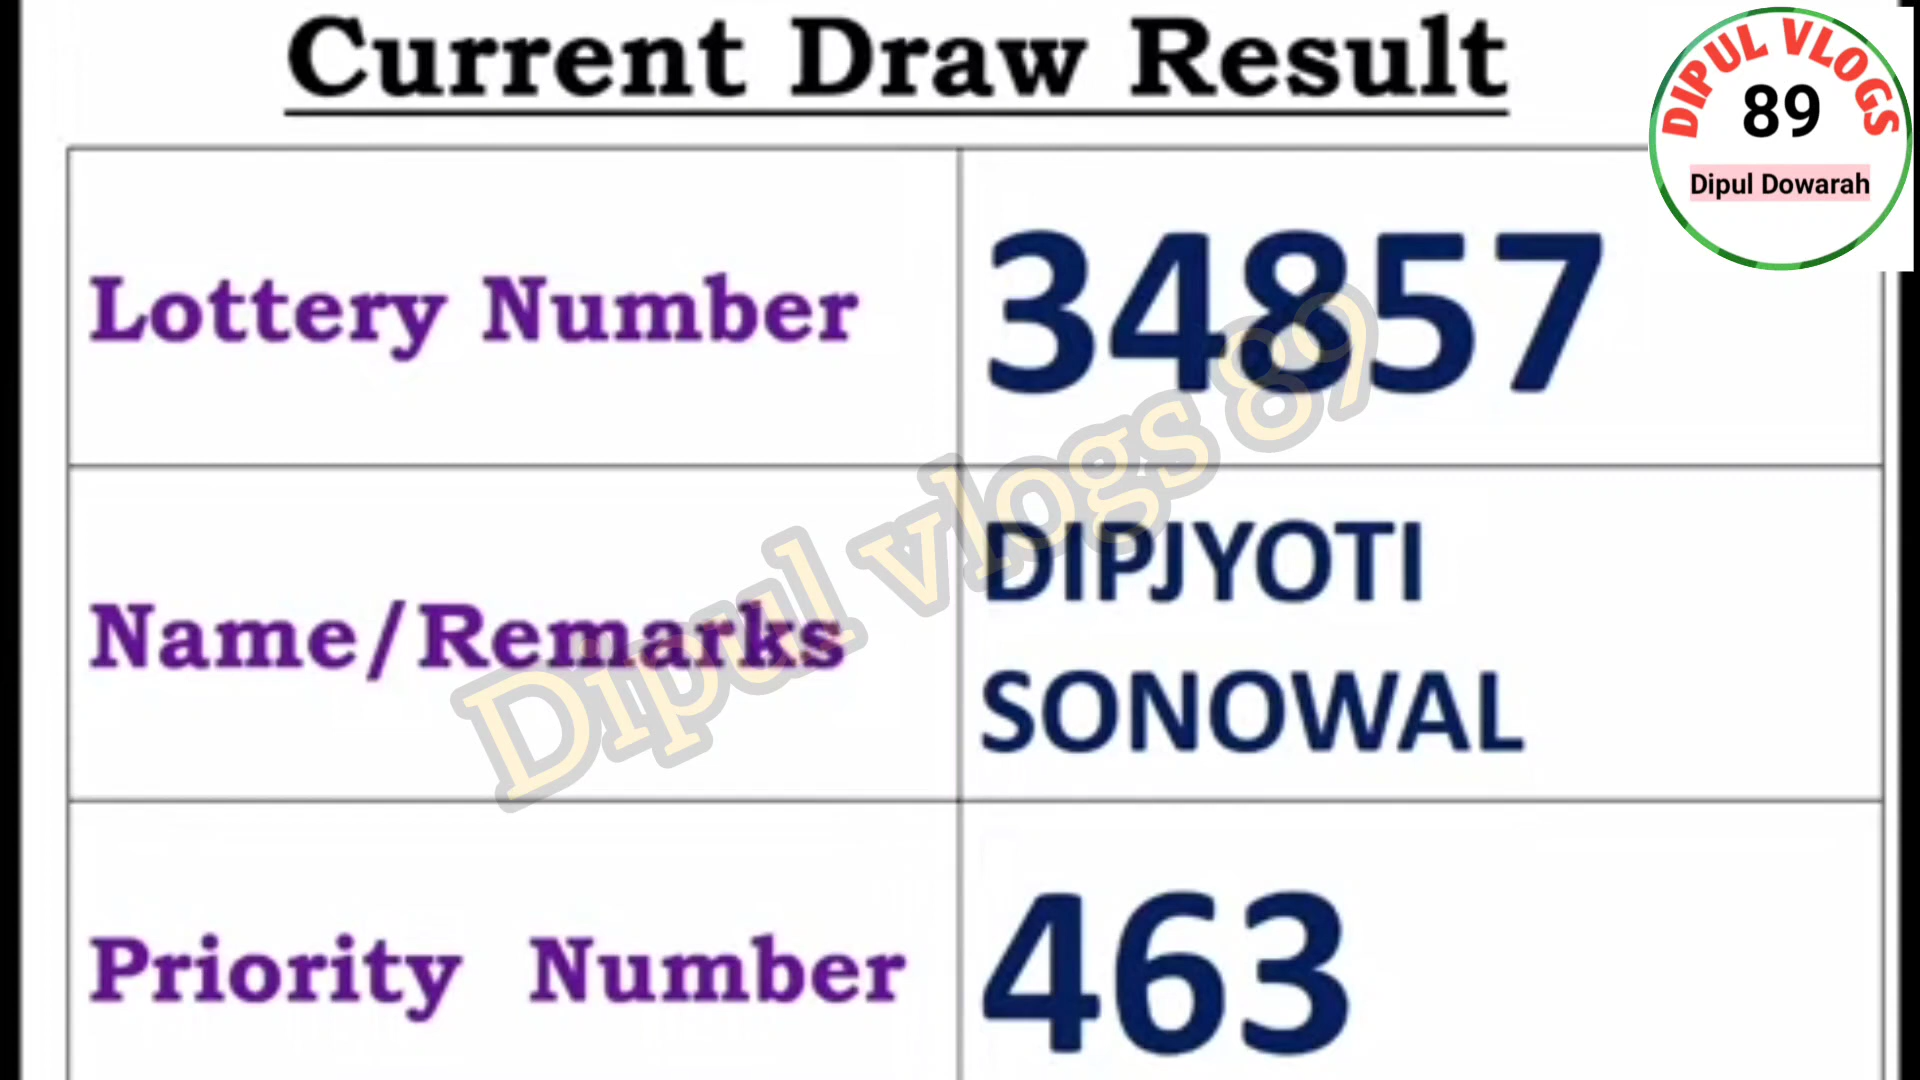 Current Draw Result
DIPUL VLOGS
89
Dipul Dowarah
Lottery Number
34857
Name/Remarks
DIPJYOTI
SONOWAL
Priority Number
463
Dipul vlogs 89